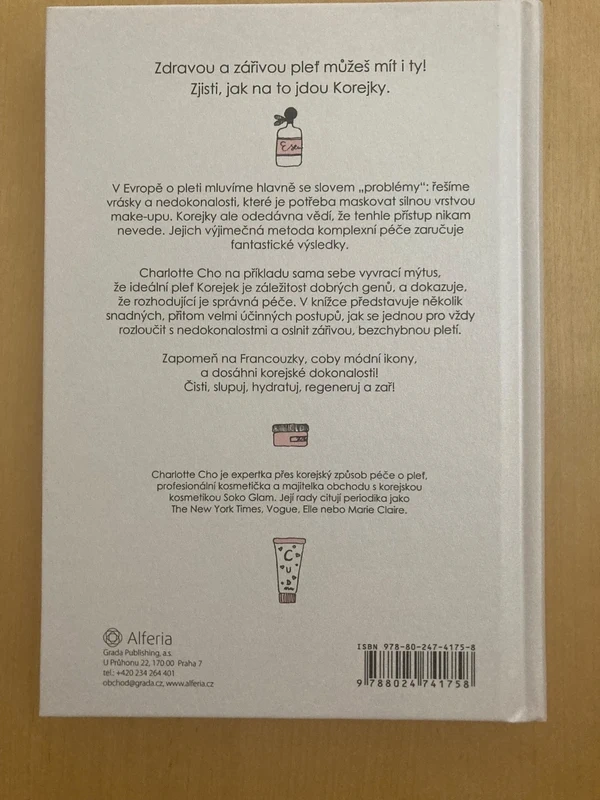 Zdravou a zářivou pleť můžeš mít i ty!
Zjisti, jak na to jdou Korejky.
V Evropě o pleti mluvíme hlavně se slovem „problémy“: řešíme
vrásky a nedokonalosti, které je potřeba maskovat silnou vrstvou
make-upu. Korejky ale odedávna vědí, že tenhle přístup nikam
nevede. Jejich výjimečná metoda komplexní péče zaručuje
fantastické výsledky.
Charlotte Cho na příkladu sama sebe vyvrací mýtus,
že ideální pleť Korejek je záležitost dobrých genů, a dokazuje,
že rozhodující je správná péče. V knížce představuje několik
snadných, přitom velmi účinných postupů, jak se jednou pro vždy
rozloučit s nedokonalostmi a oslnit zářivou, bezchybnou pletí.
Zapomeň na Francouzky, coby módní ikony,
a dosáhni korejské dokonalosti!
Čisti, slupuj, hydratuj, regeneruj a zař!
Charlotte Cho je expertka přes korejský způsob péče o pleť,
profesionální kosmetička a majitelka obchodu s korejskou
kosmetikou Soko Glam. Její rady citují periodika jako
The New York Times, Vogue, Elle nebo Marie Claire.
C
U
D
Alferia
Grada Publishing, a.s.
U Průhonu 22, 170 00 Praha 7
tel.: +420 234 264 401
obchod@grada.cz, www.alferia.cz
ISBN 978-80-247-4175-8
9 788024 741758